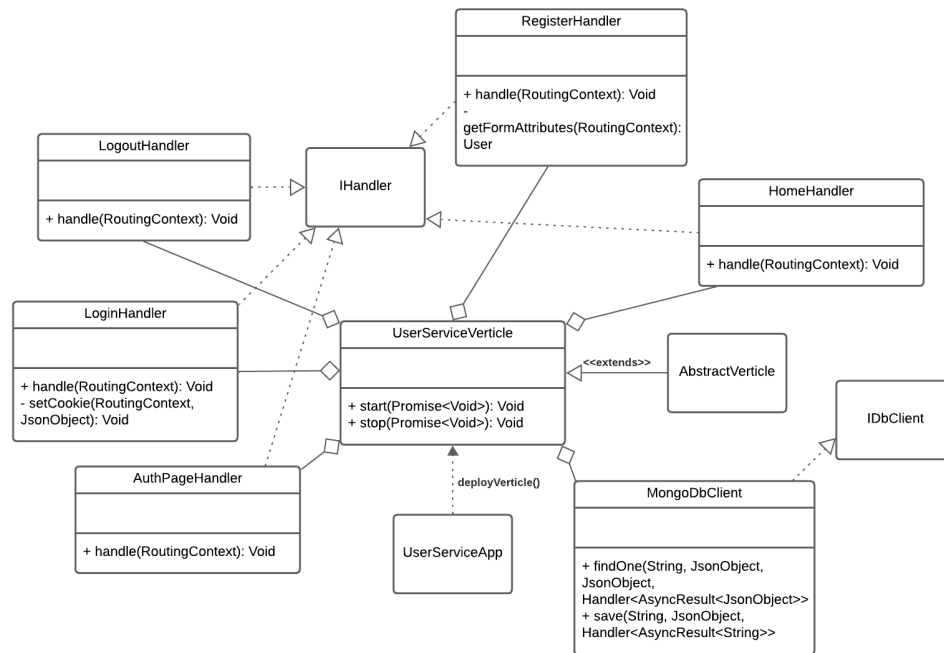 RegisterHandler
+ handle(RoutingContext): Void
-
getFormAttributes(RoutingContext):
User
LogoutHandler
+ handle(RoutingContext): Void
IHandler
HomeHandler
+ handle(RoutingContext): Void
LoginHandler
+ handle(RoutingContext): Void
- setCookie(RoutingContext,
JsonObject): Void
UserServiceVerticle
+ start(Promise<Void>): Void
+ stop(Promise<Void>): Void
<<extends>>
AbstractVerticle
IDbClient
AuthPageHandler
+ handle(RoutingContext): Void
deployVerticle()
UserServiceApp
MongoDbClient
+ findOne(String, JsonObject,
JsonObject,
Handler<AsyncResult<JsonObject>>
+ save(String, JsonObject,
Handler<AsyncResult<String>>